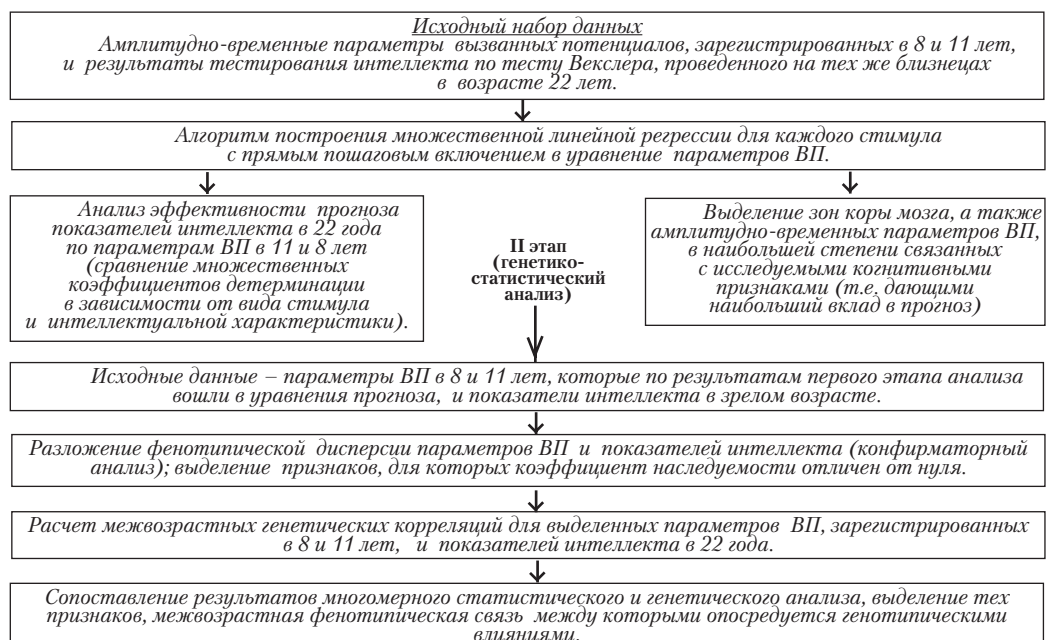 Исходный набор данных
Амплитудно-временные параметры вызванных потенциалов, зарегистрированных в 8 и 11 лет,
и результаты тестирования интеллекта по тесту Векслера, проведенного на тех же близнецах
в возрасте 22 лет.
Алгоритм построения множественной линейной регрессии для каждого стимула
с прямым пошаговым включением в уравнение параметров ВП.
Анализ эффективности прогноза
показателей интеллекта в 22 года
по параметрам ВП в 11 и 8 лет
(сравнение множественных
коэффициентов детерминации
в зависимости от вида стимула
и интеллектуальной характеристики).
II этап
(генетико-
статистический
анализ)
Выделение зон коры мозга, а также
амплитудно-временных параметров ВП,
в наибольшей степени связанных
с исследуемыми когнитивными
признаками (т.е. дающими
наибольший вклад в прогноз)
Исходные данные – параметры ВП в 8 и 11 лет, которые по результатам первого этапа анализа
вошли в уравнения прогноза, и показатели интеллекта в зрелом возрасте.
Разложение фенотипической дисперсии параметров ВП и показателей интеллекта (конфирматорный
анализ); выделение признаков, для которых коэффициент наследуемости отличен от нуля.
Расчет межвозрастных генетических корреляций для выделенных параметров ВП, зарегистрированных
в 8 и 11 лет, и показателей интеллекта в 22 года.
Сопоставление результатов многомерного статистического и генетического анализа, выделение тех
признаков, межвозрастная фенотипическая связь между которыми опосредуется генотипическими
влияниями.